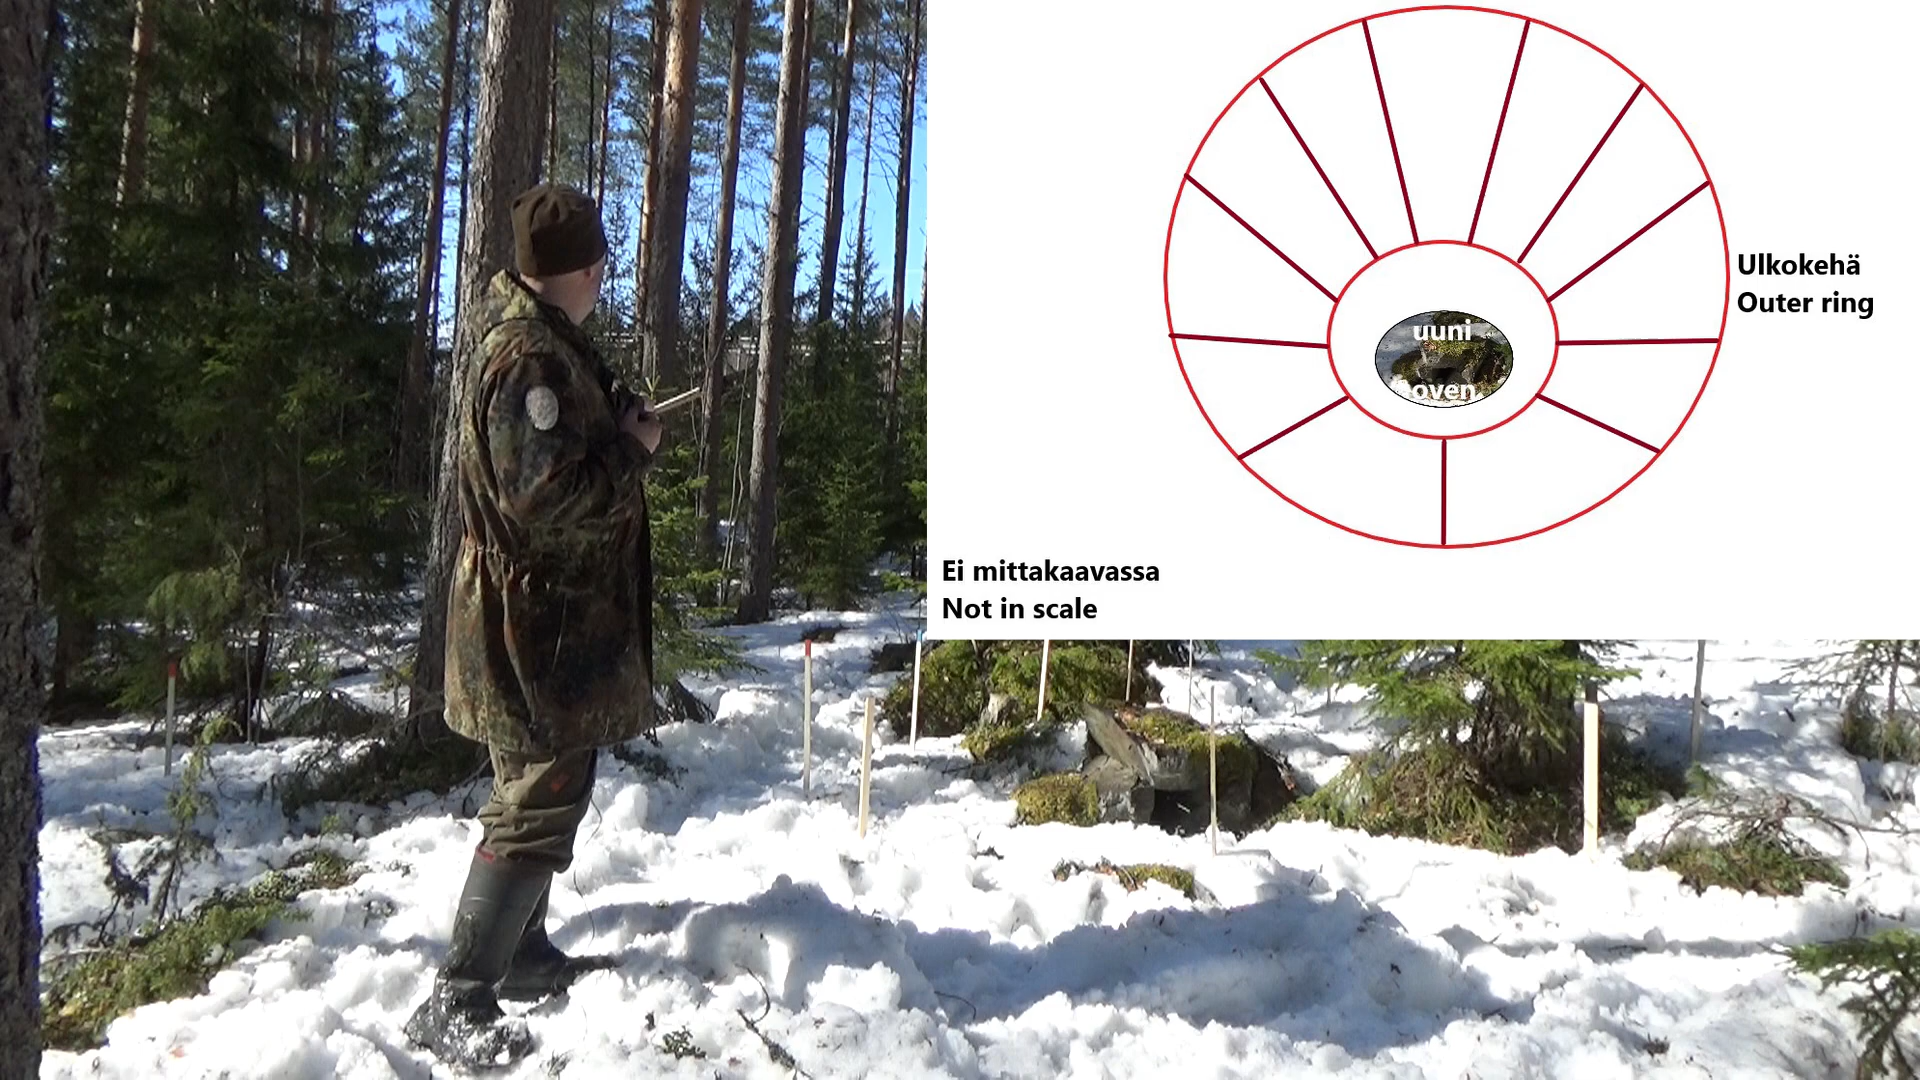 uuni
oven
Ulkokehä
Outer ring
Ei mittakaavassa
Not in scale